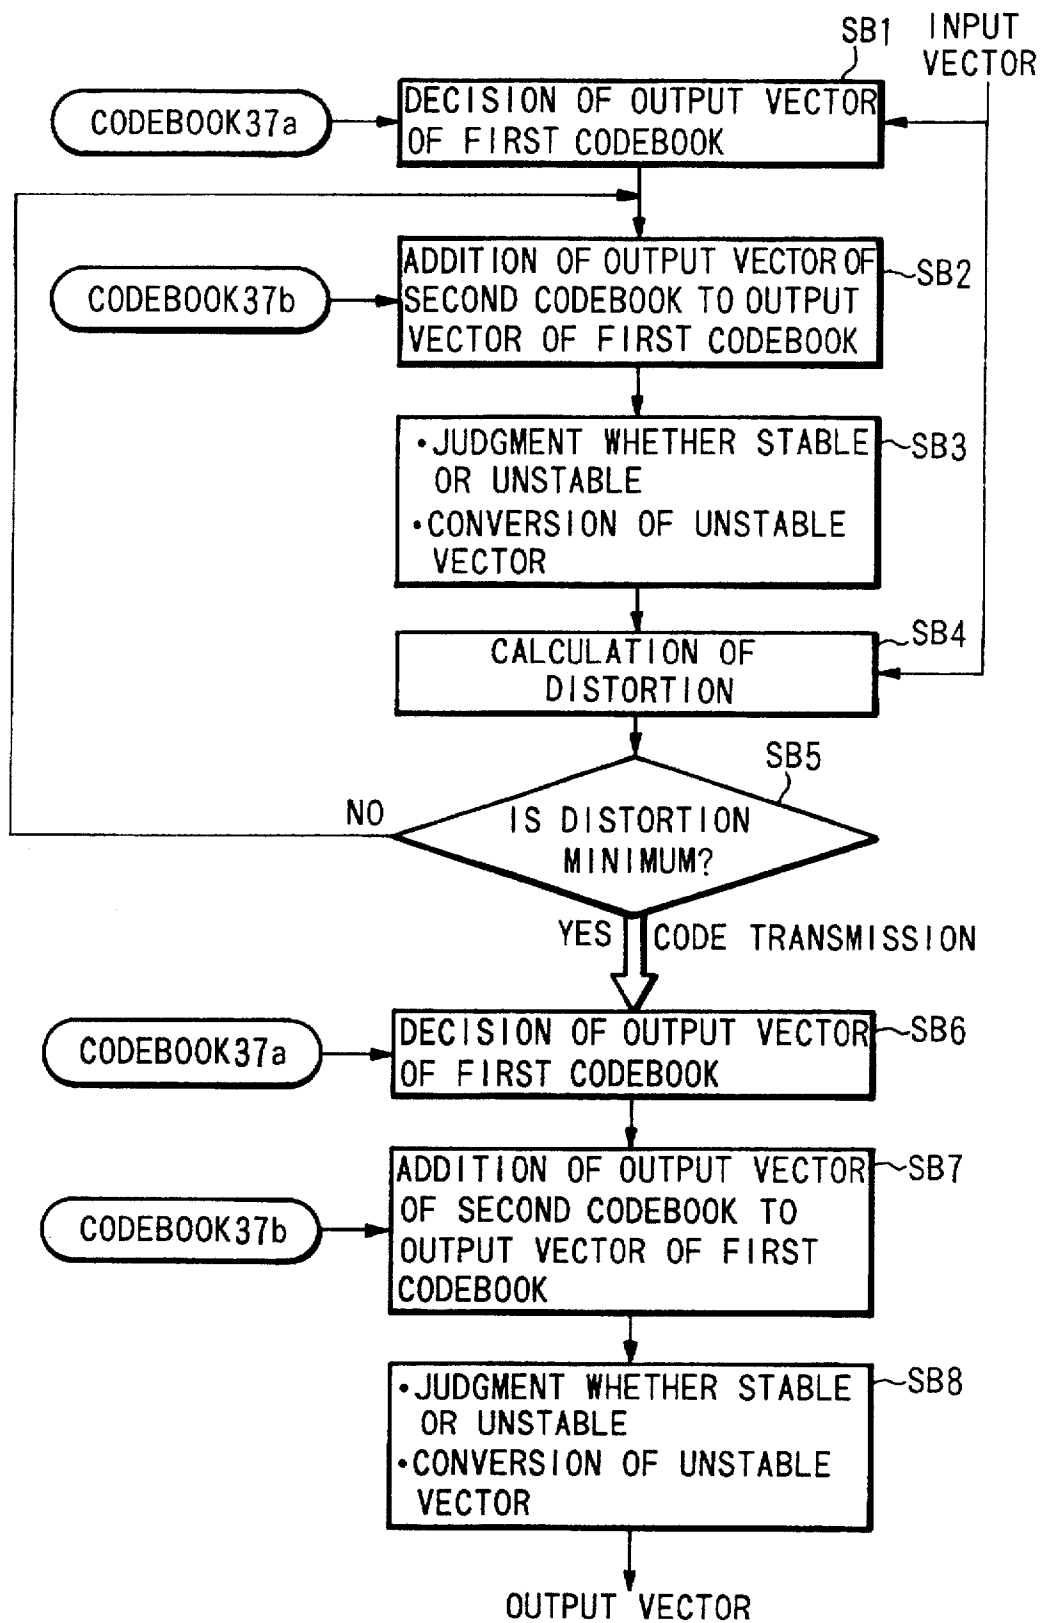 SB1
INPUT
VECTOR
CODEBOOK37a
DECISION OF OUTPUT VECTOR
OF FIRST CODEBOOK
CODEBOOK37b
ADDITION OF OUTPUT VECTOR OF
SECOND CODEBOOK TO OUTPUT
VECTOR OF FIRST CODEBOOK
SB2
•JUDGMENT WHETHER STABLE
OR UNSTABLE
•CONVERSION OF UNSTABLE
VECTOR
SB3
CALCULATION OF
DISTORTION
SB4
SB5
NO
IS DISTORTION
MINIMUM?
YES
CODE TRANSMISSION
CODEBOOK37a
DECISION OF OUTPUT VECTOR
OF FIRST CODEBOOK
SB6
CODEBOOK37b
ADDITION OF OUTPUT VECTOR
OF SECOND CODEBOOK TO
OUTPUT VECTOR OF FIRST
CODEBOOK
SB7
•JUDGMENT WHETHER STABLE
OR UNSTABLE
•CONVERSION OF UNSTABLE
VECTOR
SB8
OUTPUT VECTOR